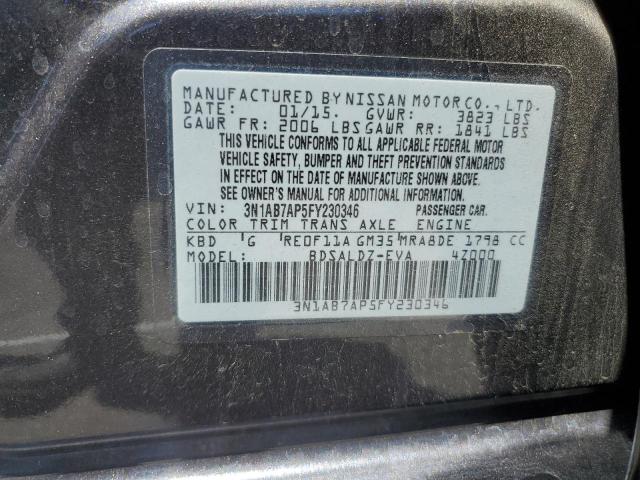 MANUFACTURED BY NISSAN MOTOR CO., LTD.
DATE: 01/15. GVWR: 3823 LBS
GAWR FR: 2006 LBS GAWR RR: 1841 LBS
THIS VEHICLE CONFORMS TO ALL APPLICABLE FEDERAL MOTOR
VEHICLE SAFETY, BUMPER AND THEFT PREVENTION STANDARDS
IN EFFECT ON THE DATE OF MANUFACTURE SHOWN ABOVE.
SEE OWNER'S MANUAL FOR ADDITIONAL INFORMATION.
VIN: 3N1AB7AP5FY230346 PASSENGER CAR.
COLOR TRIM TRANS AXLE ENGINE
KBD G RE0F11A GM35 MRA8DE 1798 CC
MODEL: BDSALDZ-EVA 4Z000
3N1AB7AP5FY230346